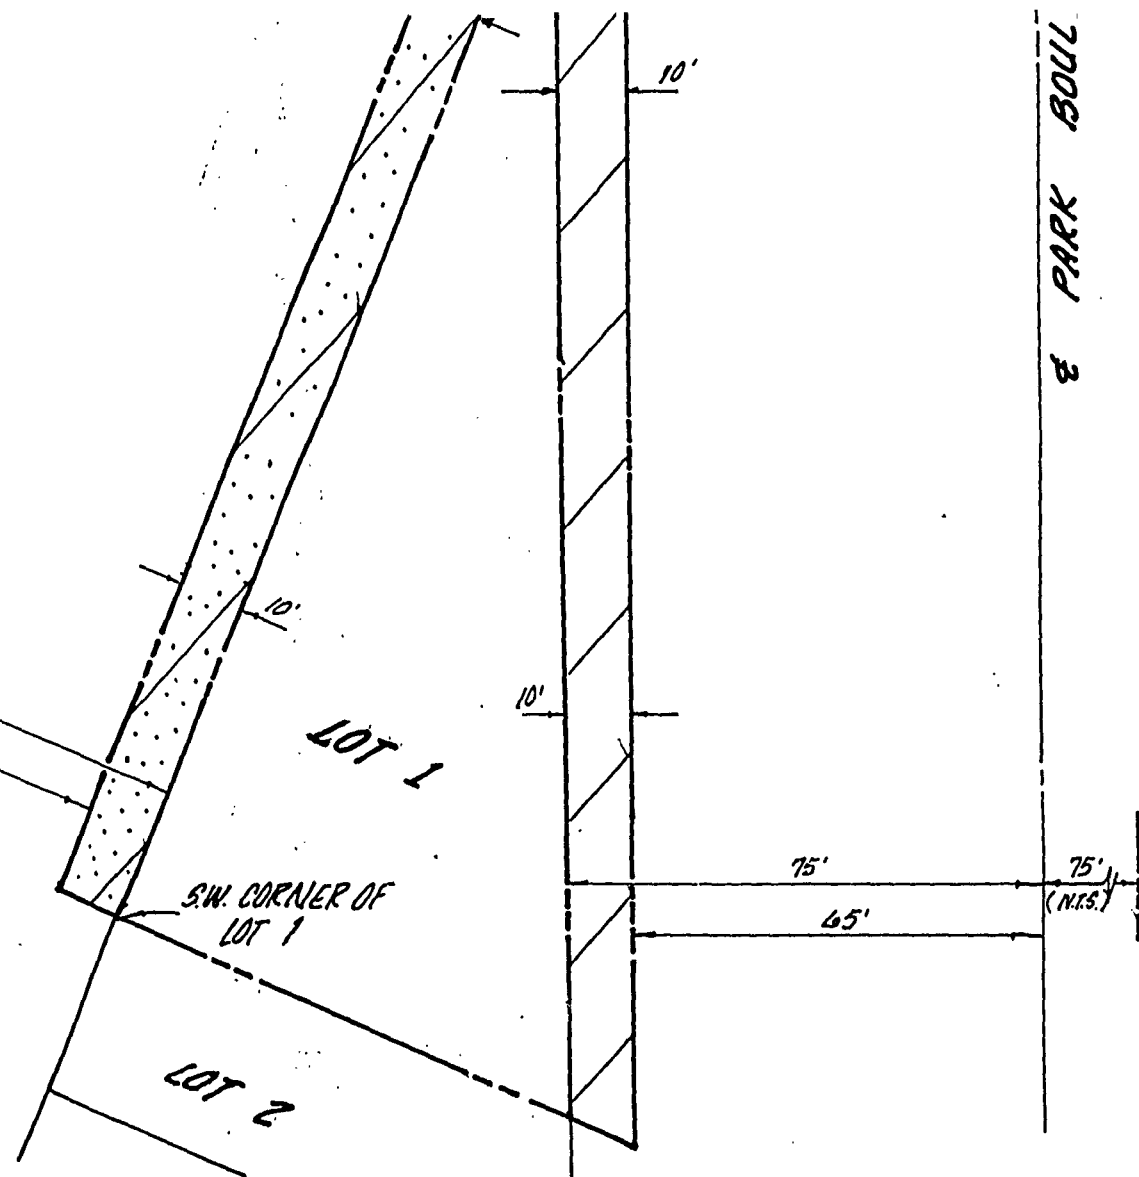 10'
℄ PARK BOUL
10'
10'
LOT 1
75'
75'
(N.T.S.)
S.W. CORNER OF
LOT 1
65'
LOT 2